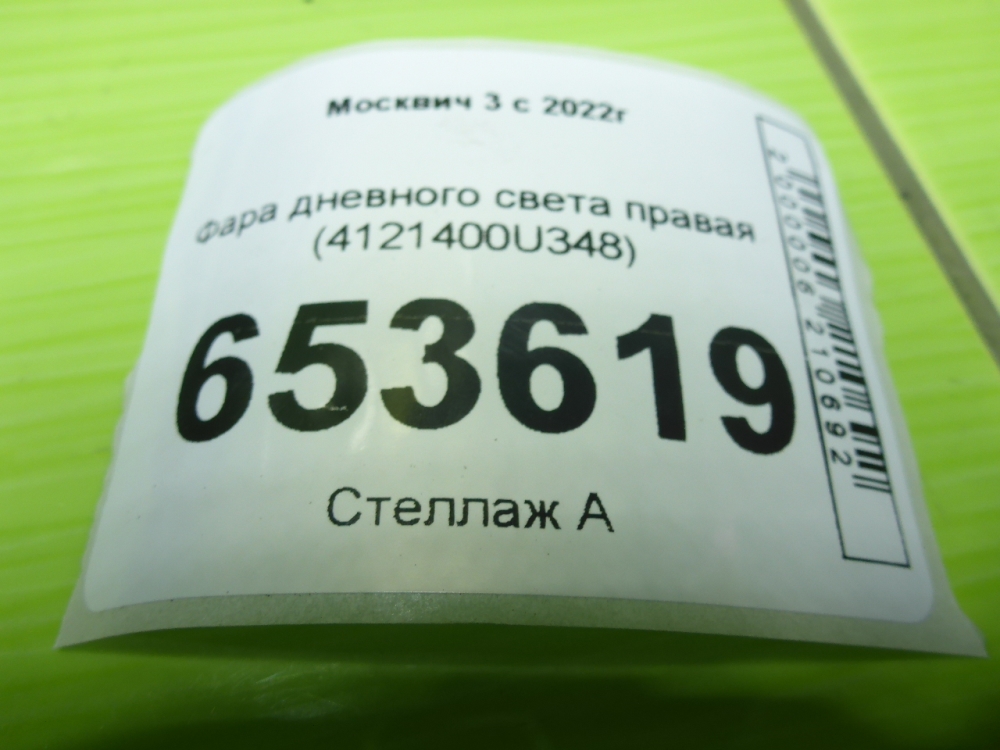 Москвич 3 с 2022г
Фара дневного света правая
(4121400U348)
653619
Стеллаж А
2000006210692